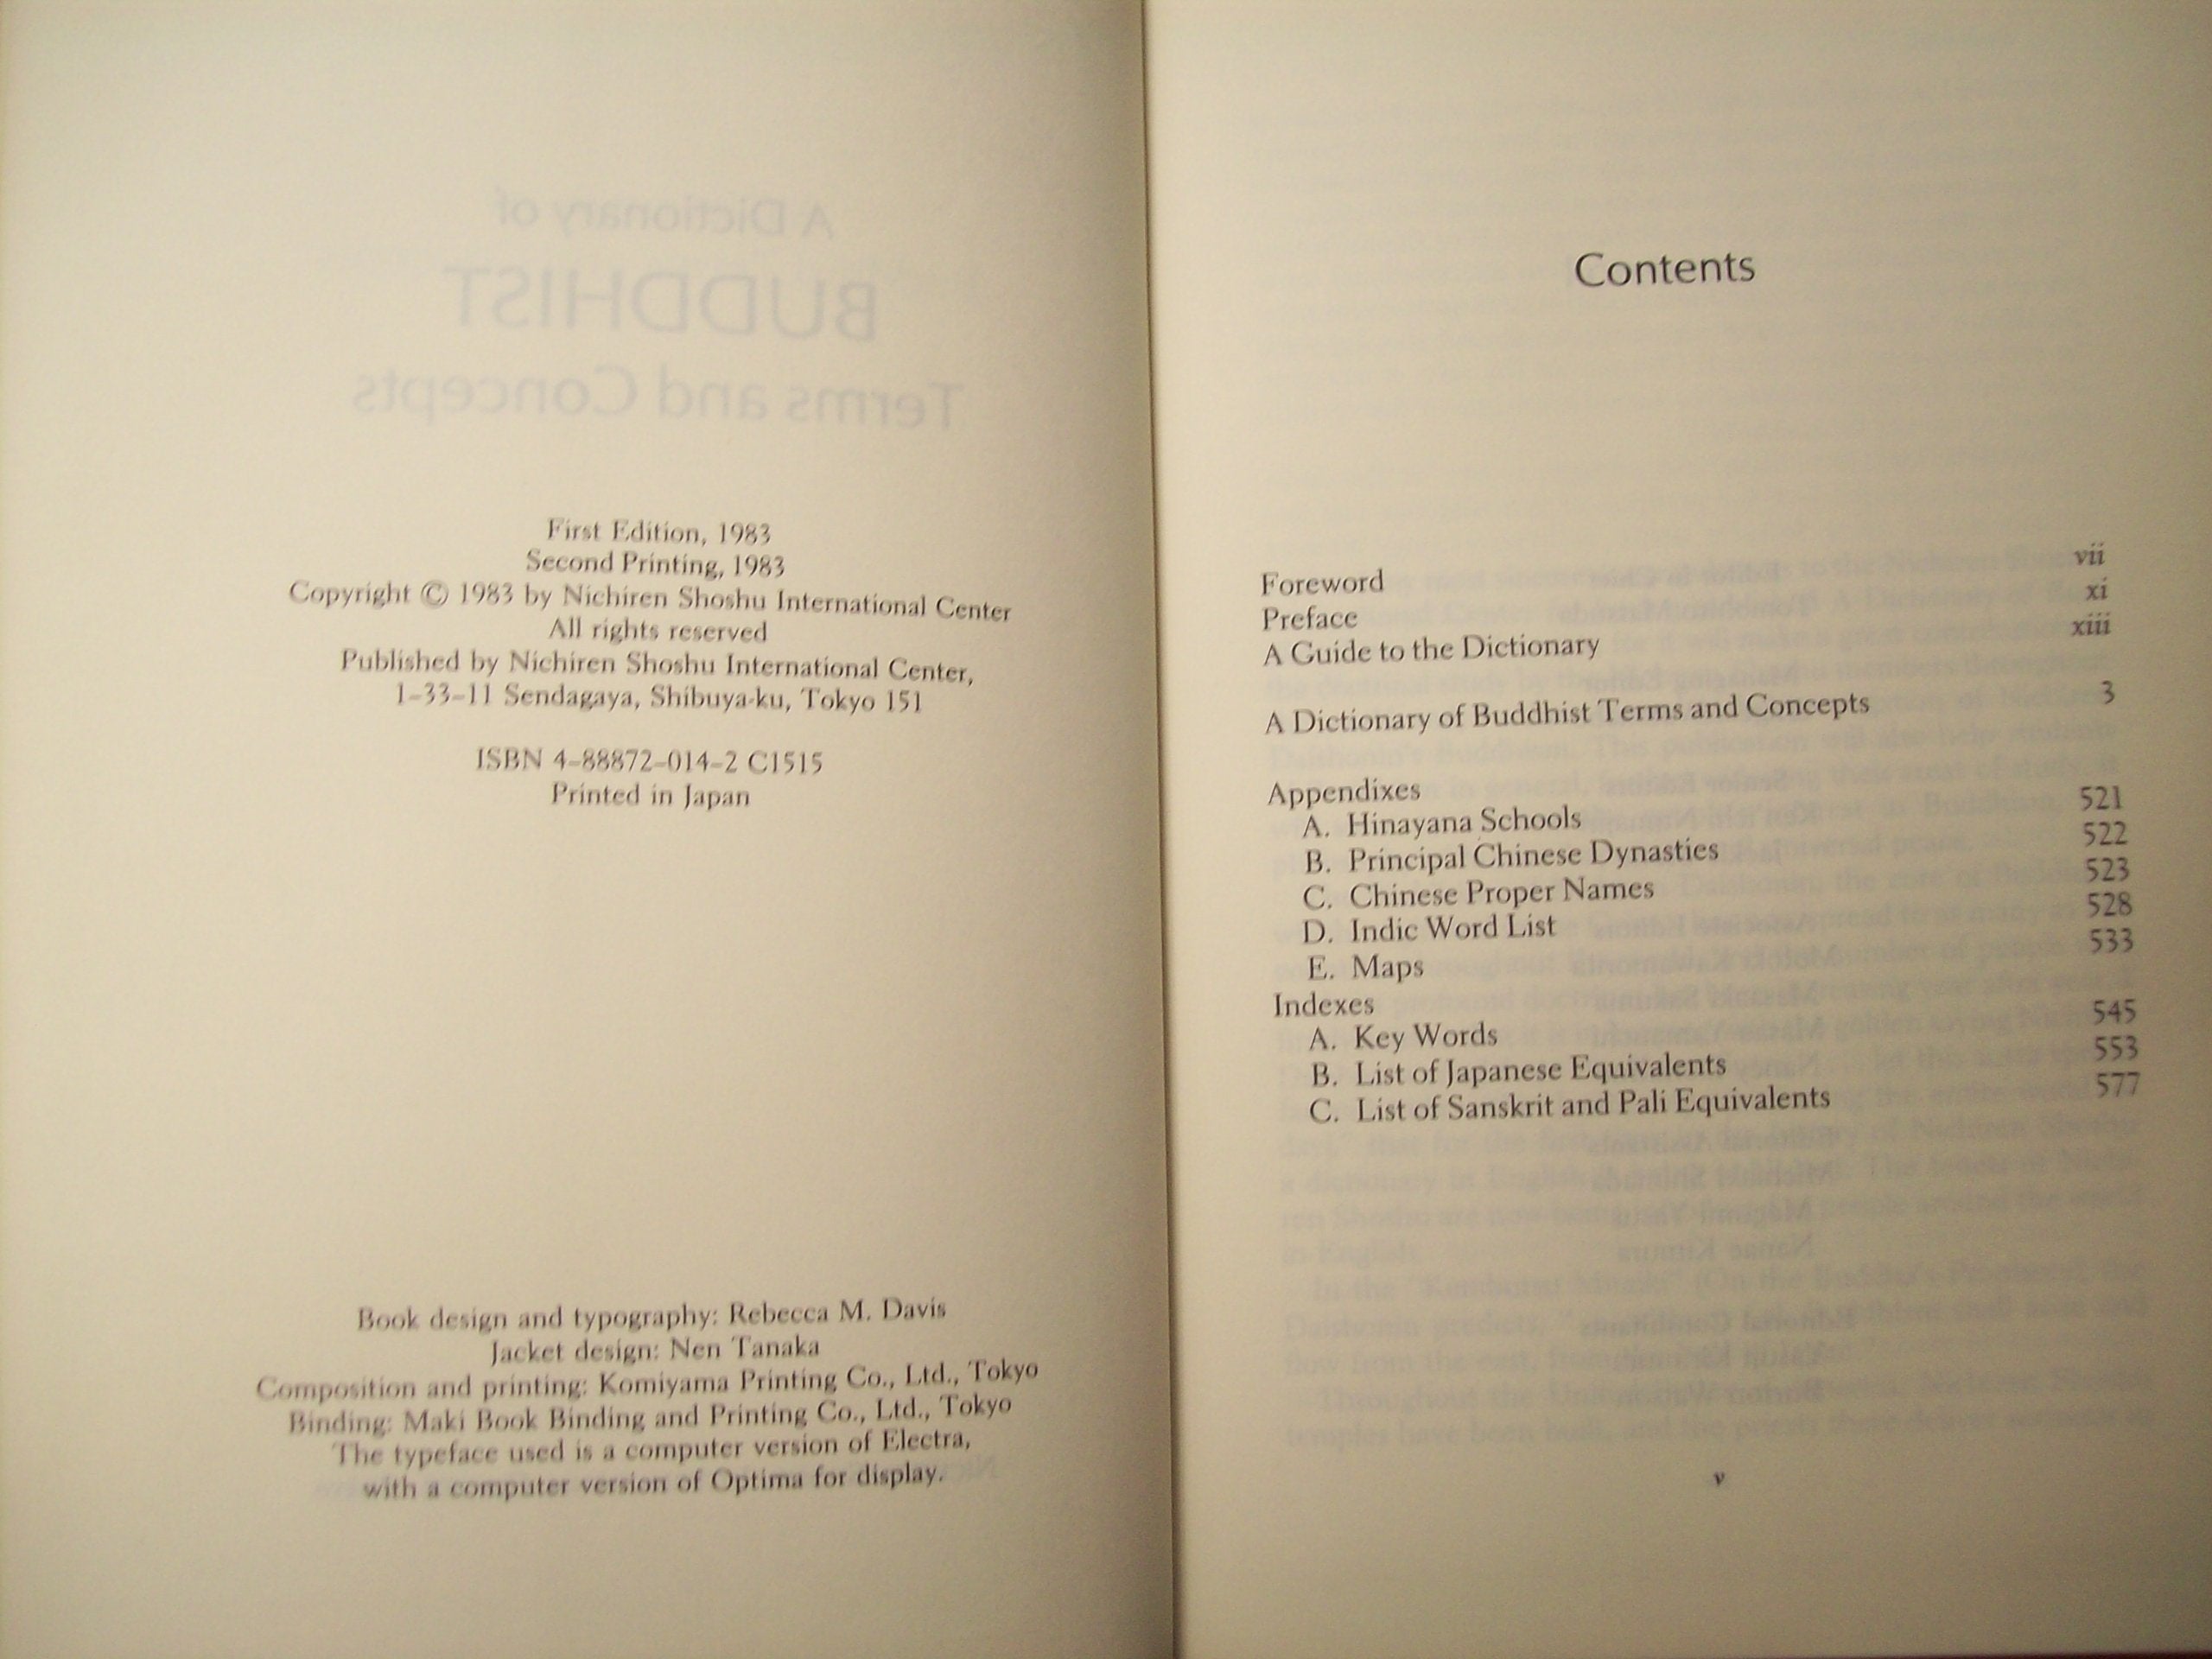 A Dictionary of
BUDDHIST
Terms and Concepts
First Edition, 1983
Second Printing, 1983
Copyright © 1983 by Nichiren Shoshu International Center
All rights reserved
Published by Nichiren Shoshu International Center,
1-33-11 Sendagaya, Shibuya-ku, Tokyo 151
ISBN 4-88872-014-2 C1515
Printed in Japan
Book design and typography: Rebecca M. Davis
Jacket design: Nen Tanaka
Composition and printing: Komiyama Printing Co., Ltd., Tokyo
Binding: Maki Book Binding and Printing Co., Ltd., Tokyo
The typeface used is a computer version of Electra,
with a computer version of Optima for display.
Contents
Foreword vii
Preface xi
A Guide to the Dictionary xiii
A Dictionary of Buddhist Terms and Concepts 3
Appendixes
A. Hinayana Schools 521
B. Principal Chinese Dynasties 522
C. Chinese Proper Names 523
D. Indic Word List 528
E. Maps 533
Indexes
A. Key Words 545
B. List of Japanese Equivalents 553
C. List of Sanskrit and Pali Equivalents 577
v